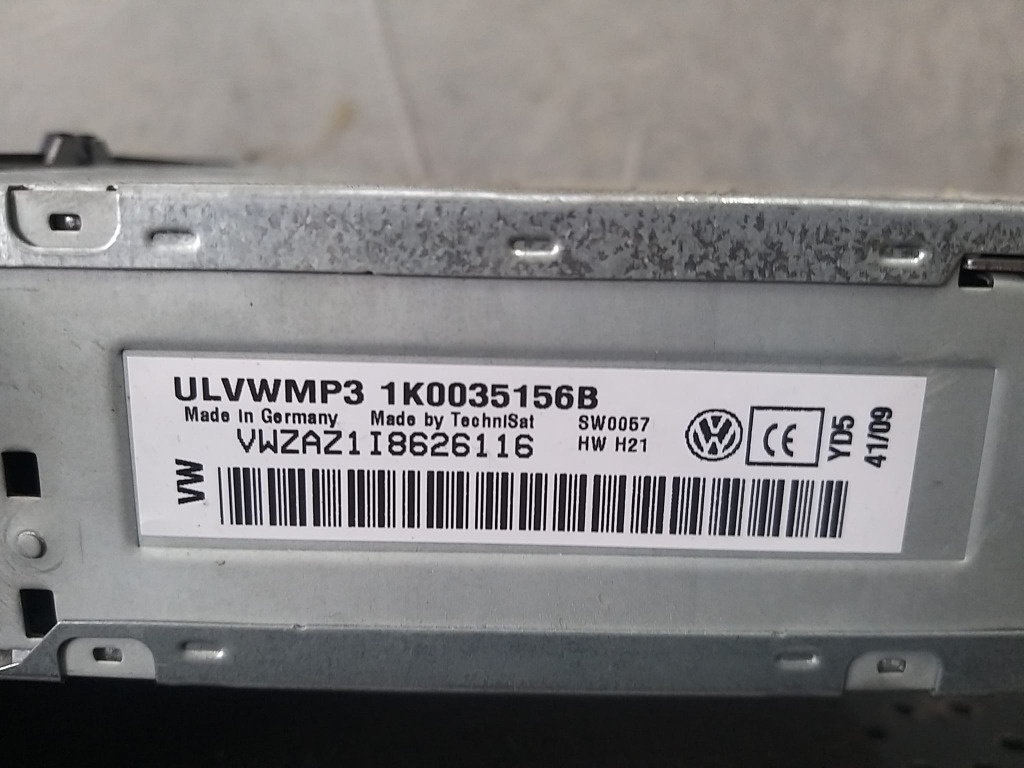 ULVWMP3 1K0035156B
Made in Germany Made by TechniSat SW0057
VWZAZ1I8626116 HW H21
VW
CE
YD5
41/09